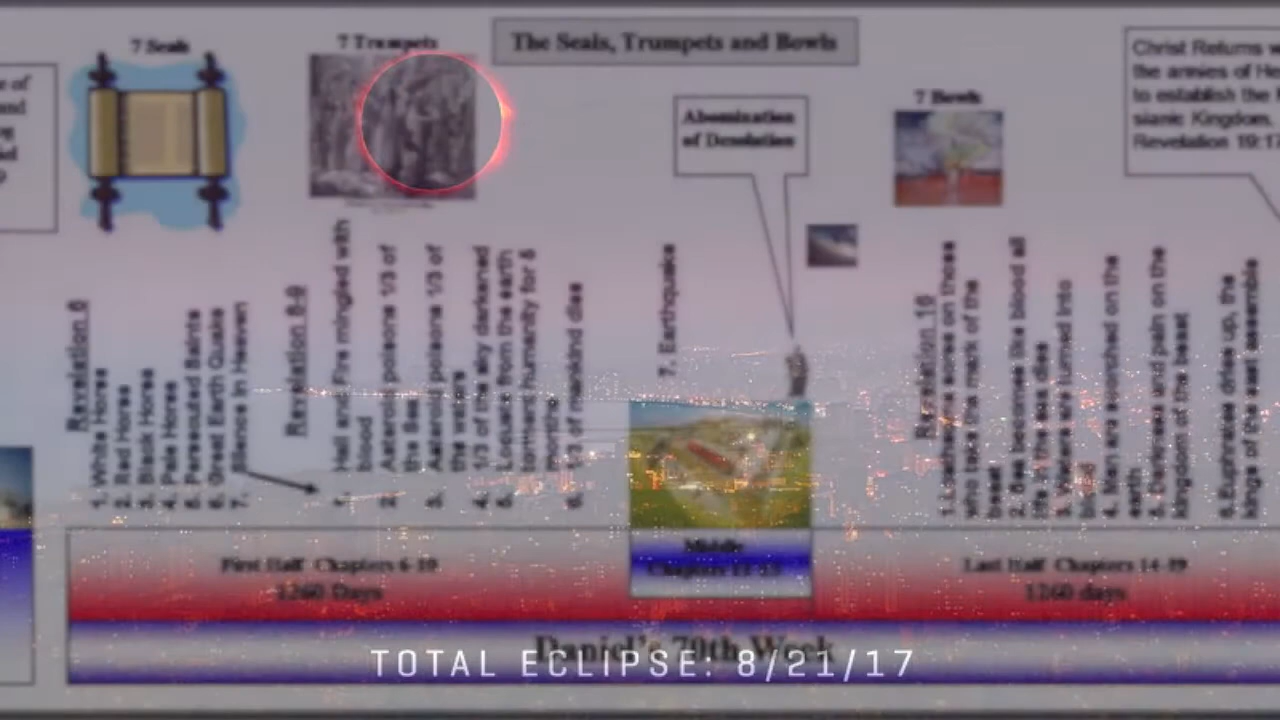 7 Seals
7 Trumpets
The Seals, Trumpets and Bowls
Christ Returns w
the armies of He
to establish the
sianic Kingdom.
Revelation 19:17
e of
and
7 Bowls
Abomination
of Desolation
Revelation 6
1. White Horse
2. Red Horse
3. Black Horse
4. Pale Horse
5. Persecuted Saints
6. Great Earth Quake
7. Silence in Heaven
Revelation 8-9
1. Hail and Fire mingled with
blood
2. Asteroid poisons 1/3 of
the Sea
3. Asteroid poisons 1/3 of
the waters
4. 1/3 of the sky darkened
5. Locusts from the earth
torment humanity for 5
months
6. 1/3 of mankind dies
7. Earthquake
Revelation 16
1. Loathsome sores on those
who take the mark of the
beast
2. Sea becomes like blood all
life in the sea dies
3. Waters are turned into
blood
4. Men are scorched on the
earth
5. Darkness and pain on the
kingdom of the beast
6. Euphrates dries up, the
kings of the east assemble
First Half Chapters 6-10
1260 Days
Middle
Chapters
Last Half Chapters 14-19
1260 days
Daniel's 70th Week
TOTAL ECLIPSE: 8/21/17